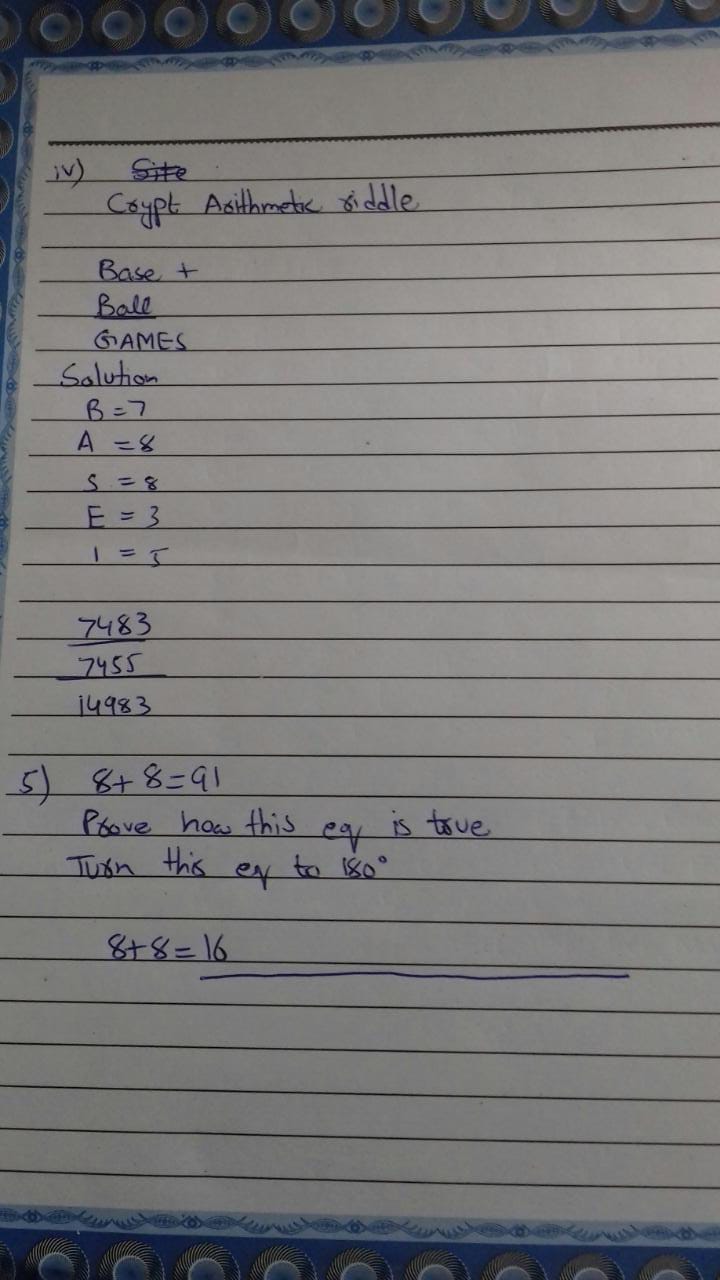 iv) Site
Crypt Arithmetic riddle
Base +
Ball
GAMES
Solution
B = 7
A = 8
S = 8
E = 3
l = 5
7483
7455
14983
5) 8+ 8 = 91
Prove how this eq is true
Turn this eq to 180°
8+8 = 16